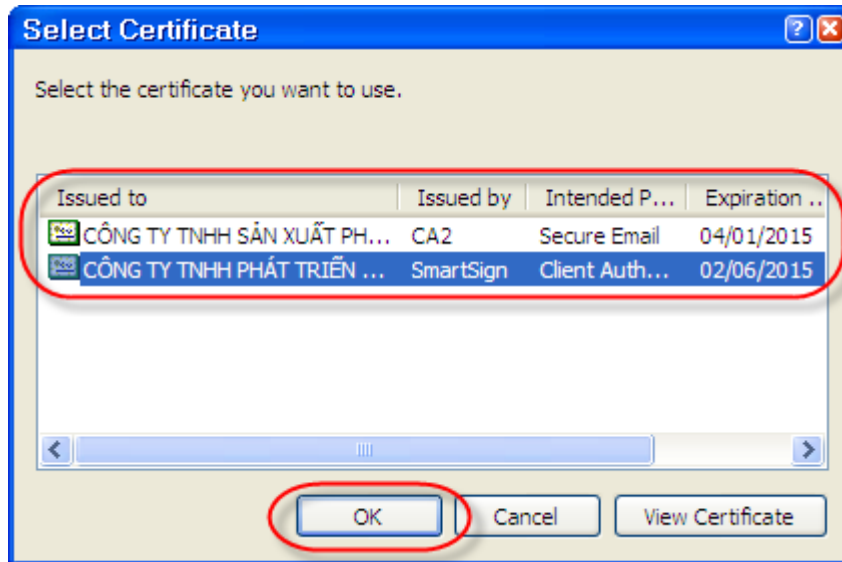 Select Certificate
Select the certificate you want to use.
Issued to Issued by Intended P... Expiration ..
CÔNG TY TNHH SẢN XUẤT PH... CA2 Secure Email 04/01/2015
CÔNG TY TNHH PHÁT TRIỂN ... SmartSign Client Auth... 02/06/2015
OK Cancel View Certificate